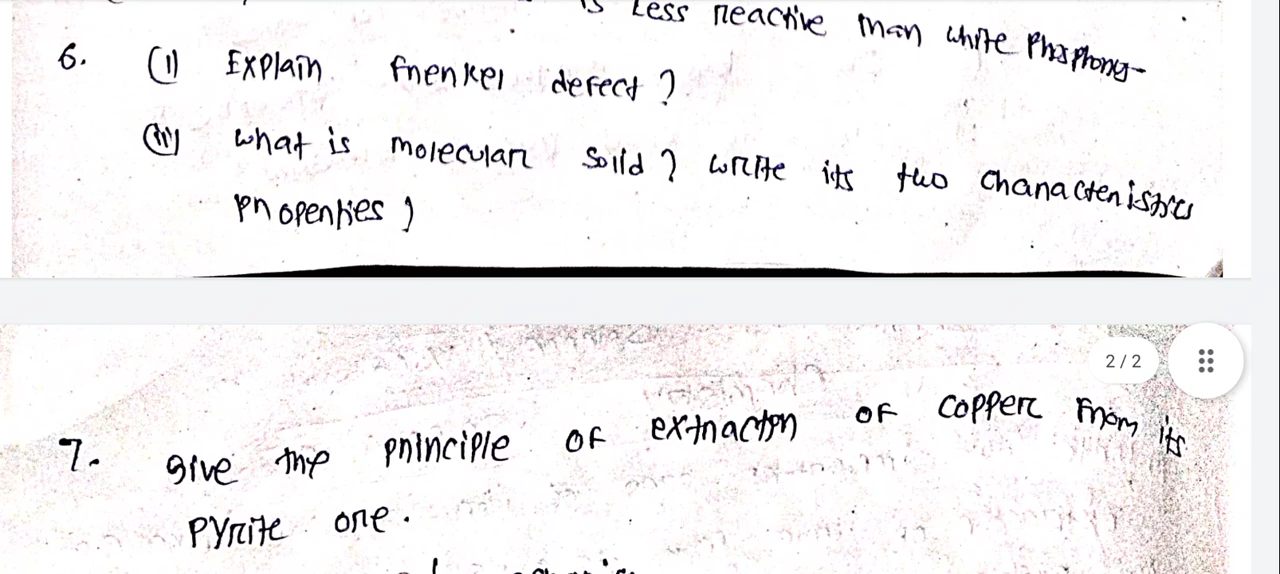 is Less reactive than white Phosphorus
6. (i) Explain frenkel defect ?
(ii) what is molecular Solid ? write its two characteristics
properties )
2 / 2
7. give the principle of extraction of copper from its
pyrite ore .